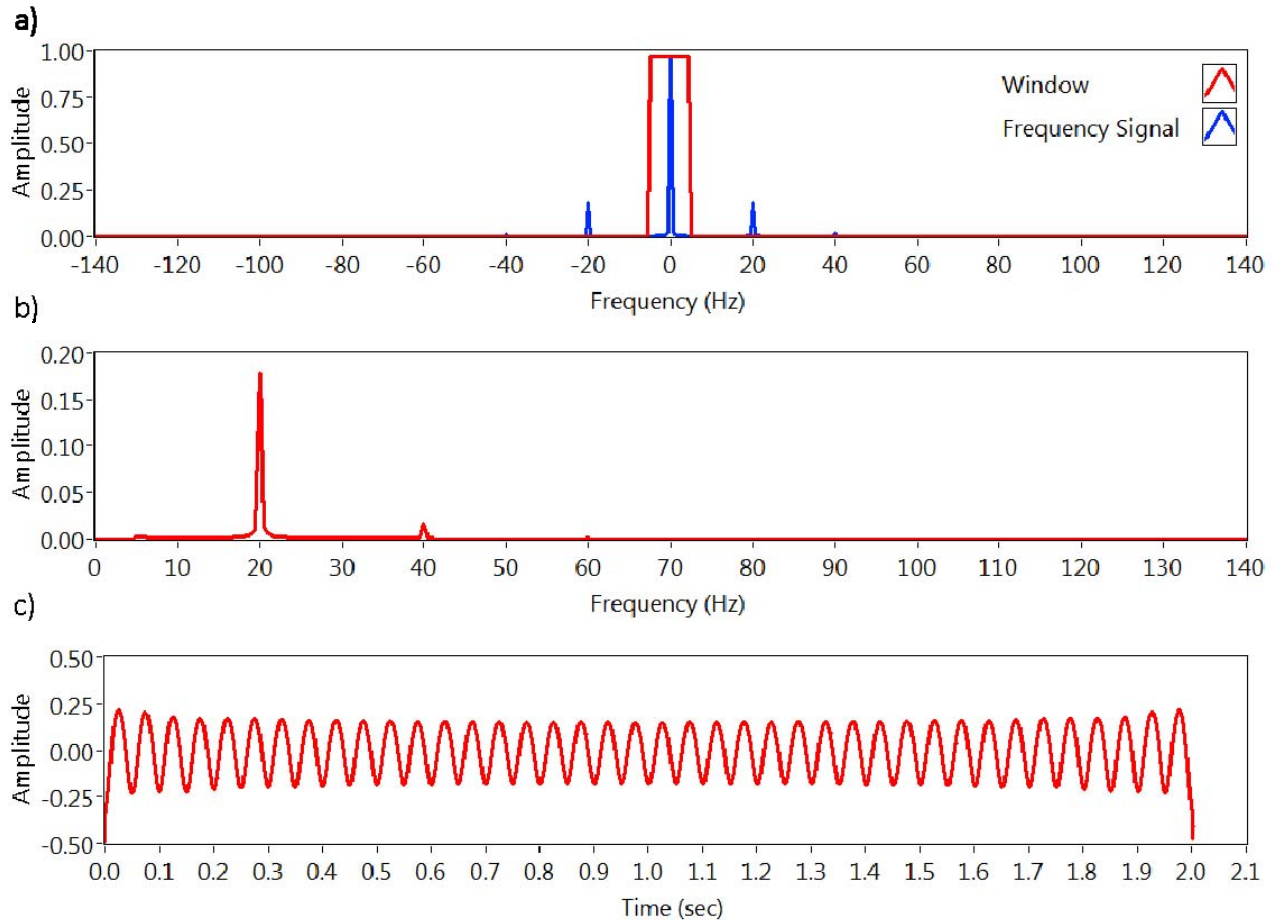 a)
1.00
0.75
0.50
0.25
0.00
Amplitude
Window
Frequency Signal
-140 -120 -100 -80 -60 -40 -20 0 20 40 60 80 100 120 140
Frequency (Hz)
b)
0.20
0.15
0.10
0.05
0.00
Amplitude
0 10 20 30 40 50 60 70 80 90 100 110 120 130 140
Frequency (Hz)
c)
0.50
0.25
0.00
-0.25
-0.50
Amplitude
0.0 0.1 0.2 0.3 0.4 0.5 0.6 0.7 0.8 0.9 1.0 1.1 1.2 1.3 1.4 1.5 1.6 1.7 1.8 1.9 2.0 2.1
Time (sec)